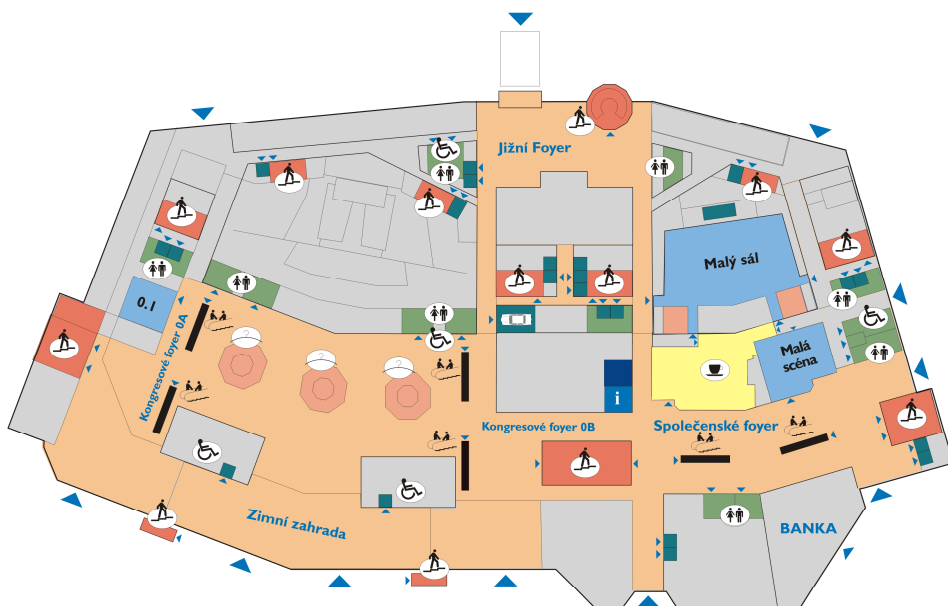 Jižní Foyer
Malý sál
0.1
Kongresové foyer 0A
Malá
scéna
i
Kongresové foyer 0B
Společenské foyer
Zimní zahrada
BANKA